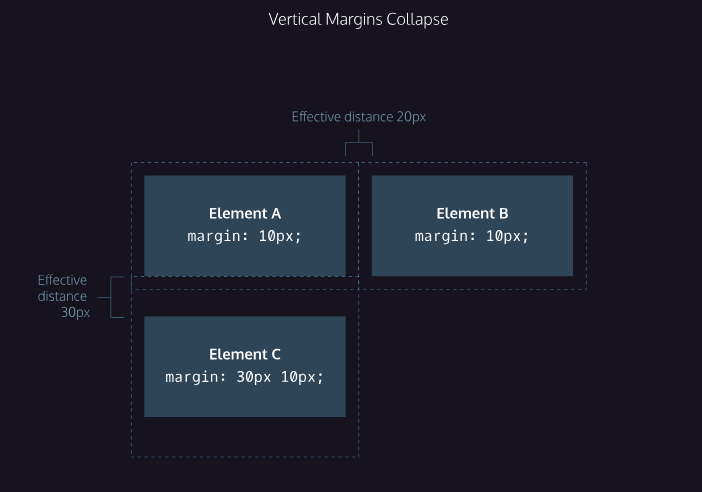 Vertical Margins Collapse
Effective distance 20px
Element A
margin: 10px;
Element B
margin: 10px;
Effective
distance
30px
Element C
margin: 30px 10px;